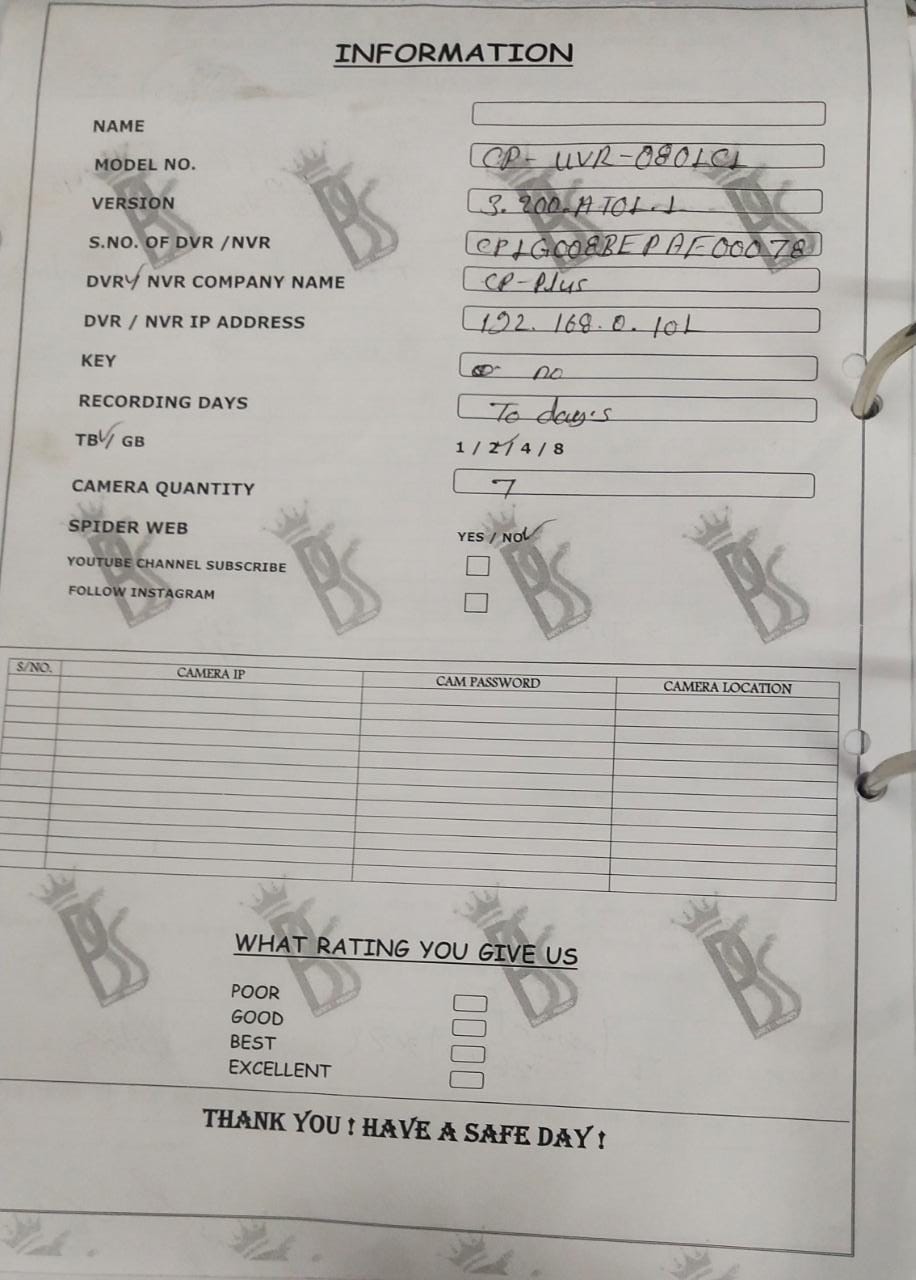 INFORMATION
NAME
MODEL NO. CP- UVR-0801C1
VERSION 3.200.AT01.1
S.NO. OF DVR /NVR
DVR✓/ NVR COMPANY NAME CP-Plus
DVR / NVR IP ADDRESS 192.168.0.101
KEY no
RECORDING DAYS To day's
TB✓/ GB 1 / 2✓/ 4 / 8
CAMERA QUANTITY 7
SPIDER WEB YES / NO✓
YOUTUBE CHANNEL SUBSCRIBE
FOLLOW INSTAGRAM
S/NO. CAMERA IP CAM PASSWORD CAMERA LOCATION
WHAT RATING YOU GIVE US
POOR
GOOD
BEST
EXCELLENT
THANK YOU ! HAVE A SAFE DAY !